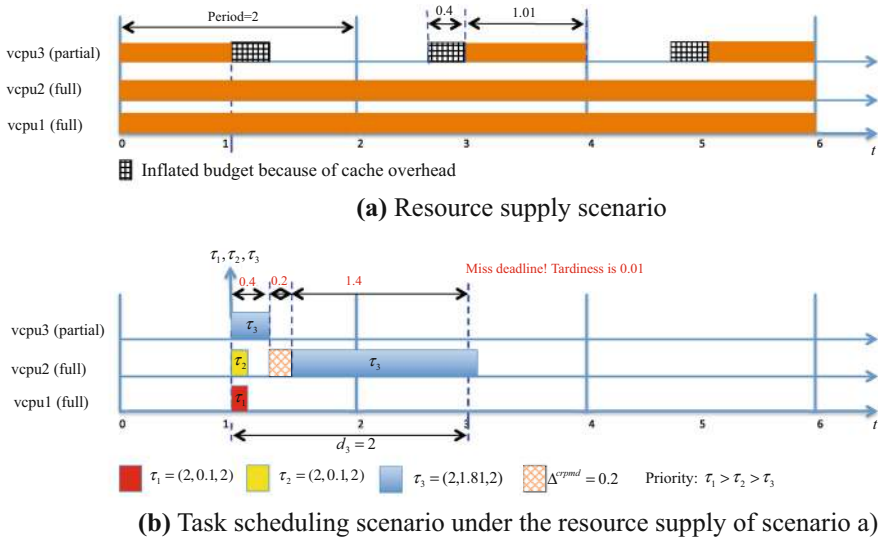 Period=2
0.4
1.01
vcpu3 (partial)
vcpu2 (full)
vcpu1 (full)
0 1 2 3 4 5 6 t
Inflated budget because of cache overhead
(a) Resource supply scenario
τ₁, τ₂, τ₃
0.4
0.2
1.4
Miss deadline! Tardiness is 0.01
vcpu3 (partial)
τ₃
vcpu2 (full)
τ₂
τ₃
vcpu1 (full)
τ₁
0 1 2 3 4 5 6 t
d₃ = 2
τ₁ = (2, 0.1, 2) τ₂ = (2, 0.1, 2) τ₃ = (2,1.81,2) Δᶜʳᵖᵐᵈ = 0.2 Priority: τ₁ > τ₂ > τ₃
(b) Task scheduling scenario under the resource supply of scenario a)